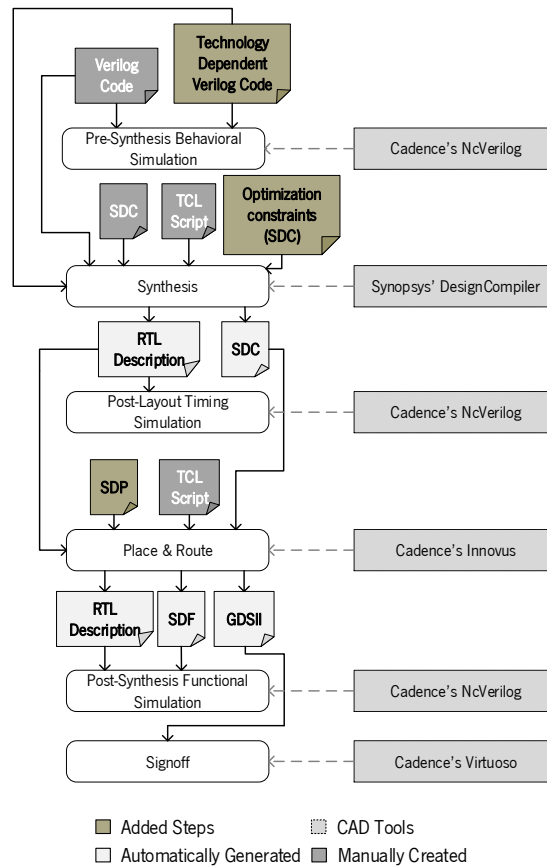 Verilog
Code
Technology
Dependent
Verilog Code
Pre-Synthesis Behavioral
Simulation
Cadence's NcVerilog
SDC
TCL
Script
Optimization
constraints
(SDC)
Synthesis
Synopsys' DesignCompiler
RTL
Description
SDC
Post-Layout Timing
Simulation
Cadence's NcVerilog
SDP
TCL
Script
Place & Route
Cadence's Innovus
RTL
Description
SDF
GDSII
Post-Synthesis Functional
Simulation
Cadence's NcVerilog
Signoff
Cadence's Virtuoso
Added Steps
CAD Tools
Automatically Generated
Manually Created